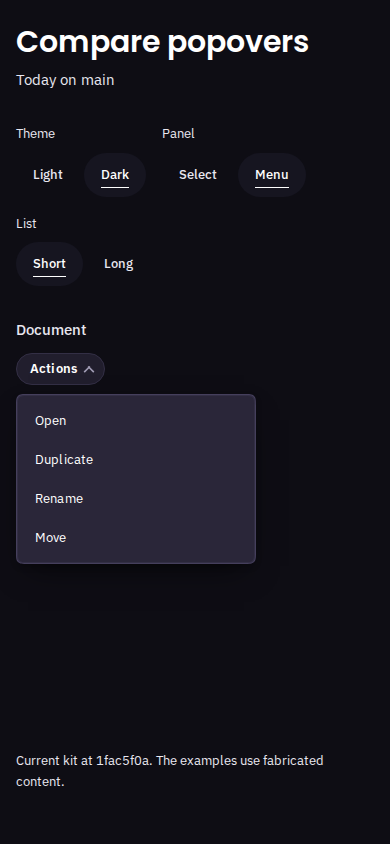 Compare popovers
Today on main
Theme
Panel
Light
Dark
Select
Menu
List
Short
Long
Document
Actions
Open
Duplicate
Rename
Move
Current kit at 1fac5f0a. The examples use fabricated
content.